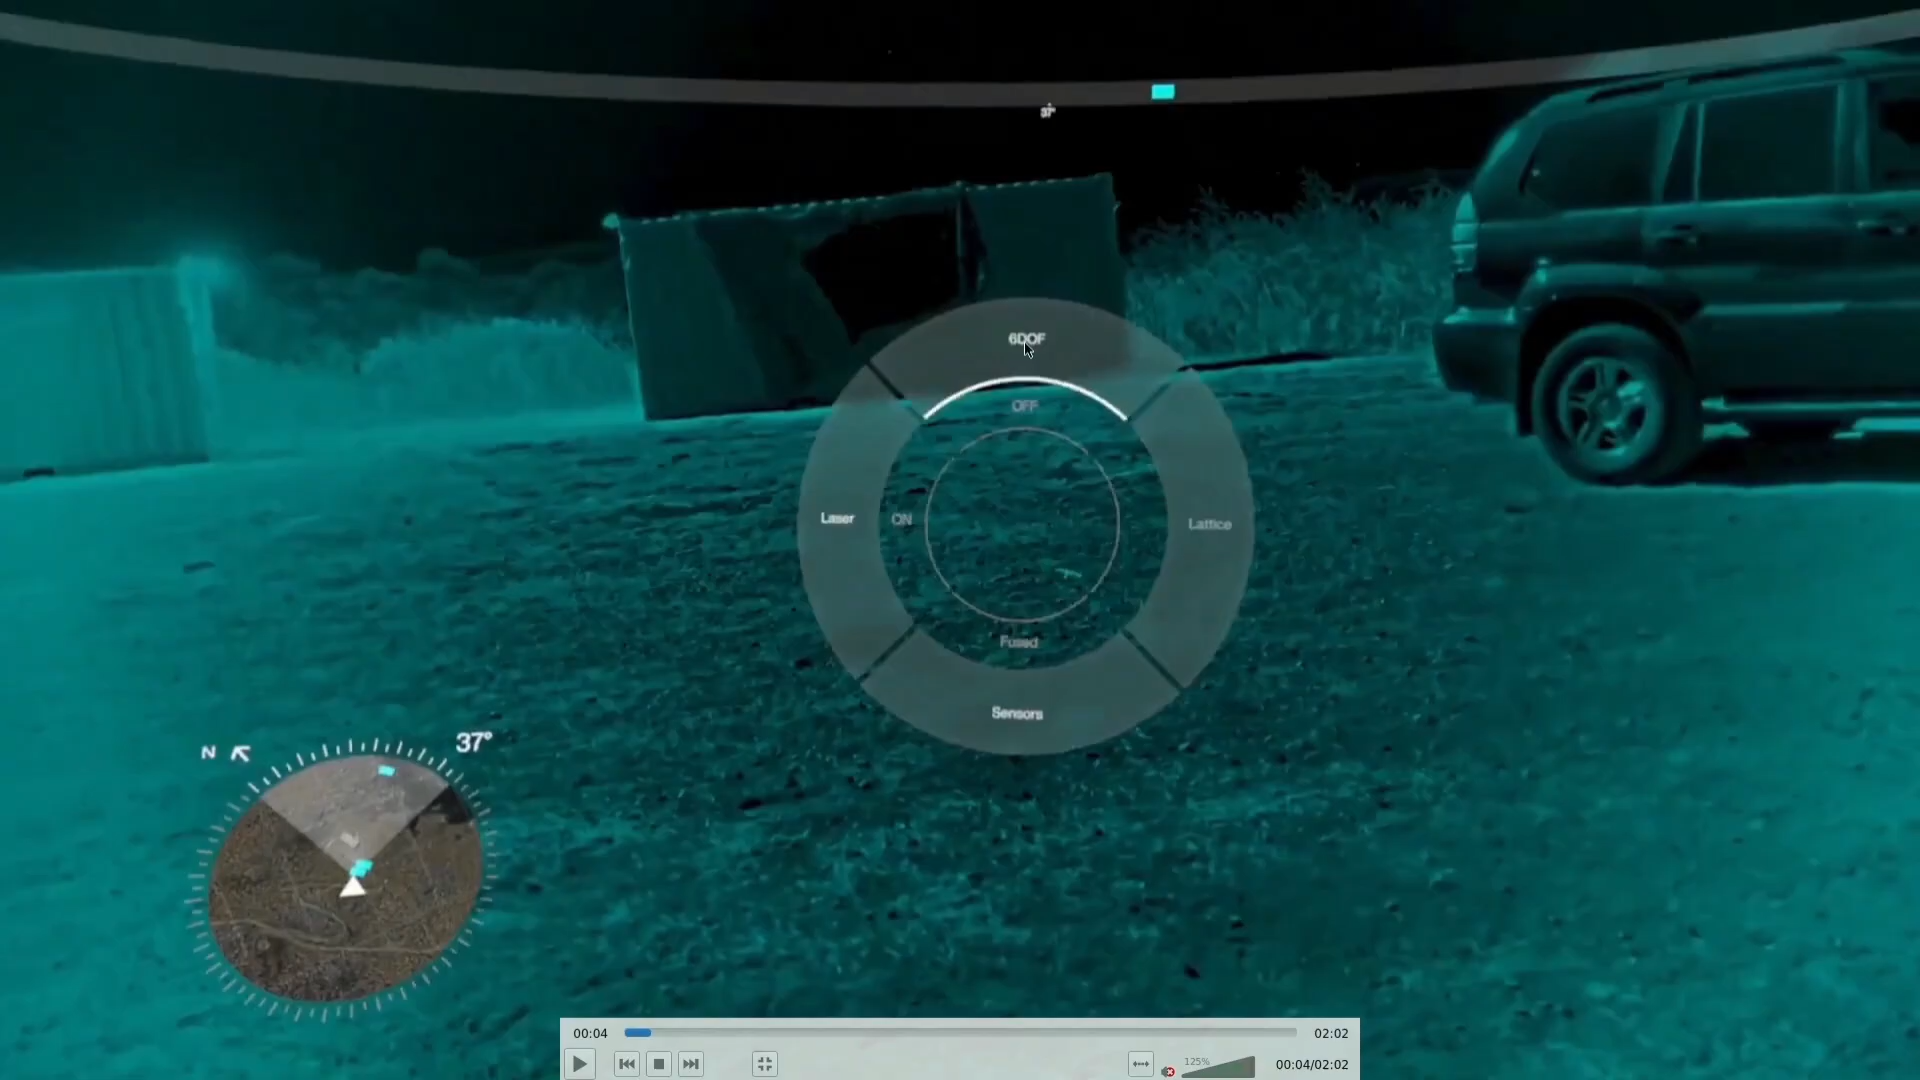 37°
6DOF
OFF
Laser
ON
Lattice
Fused
Sensors
N
37°
00:04
02:02
125%
00:04/02:02